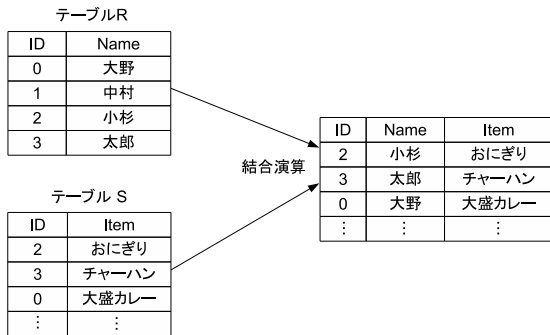 テーブルR
ID Name
0 大野
1 中村
2 小杉
3 太郎
テーブル S
ID Item
2 おにぎり
3 チャーハン
0 大盛カレー
⋮ ⋮
結合演算
ID Name Item
2 小杉 おにぎり
3 太郎 チャーハン
0 大野 大盛カレー
⋮ ⋮ ⋮